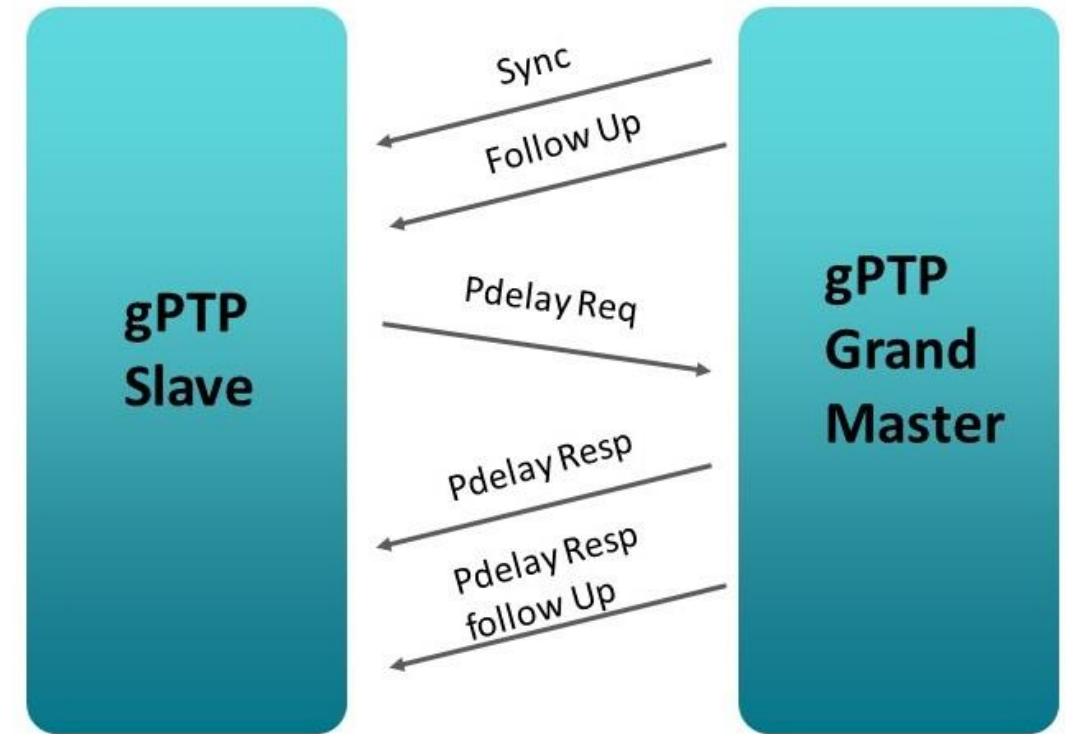 Sync
Follow Up
gPTP
Slave
Pdelay Req
gPTP
Grand
Master
Pdelay Resp
Pdelay Resp
follow Up